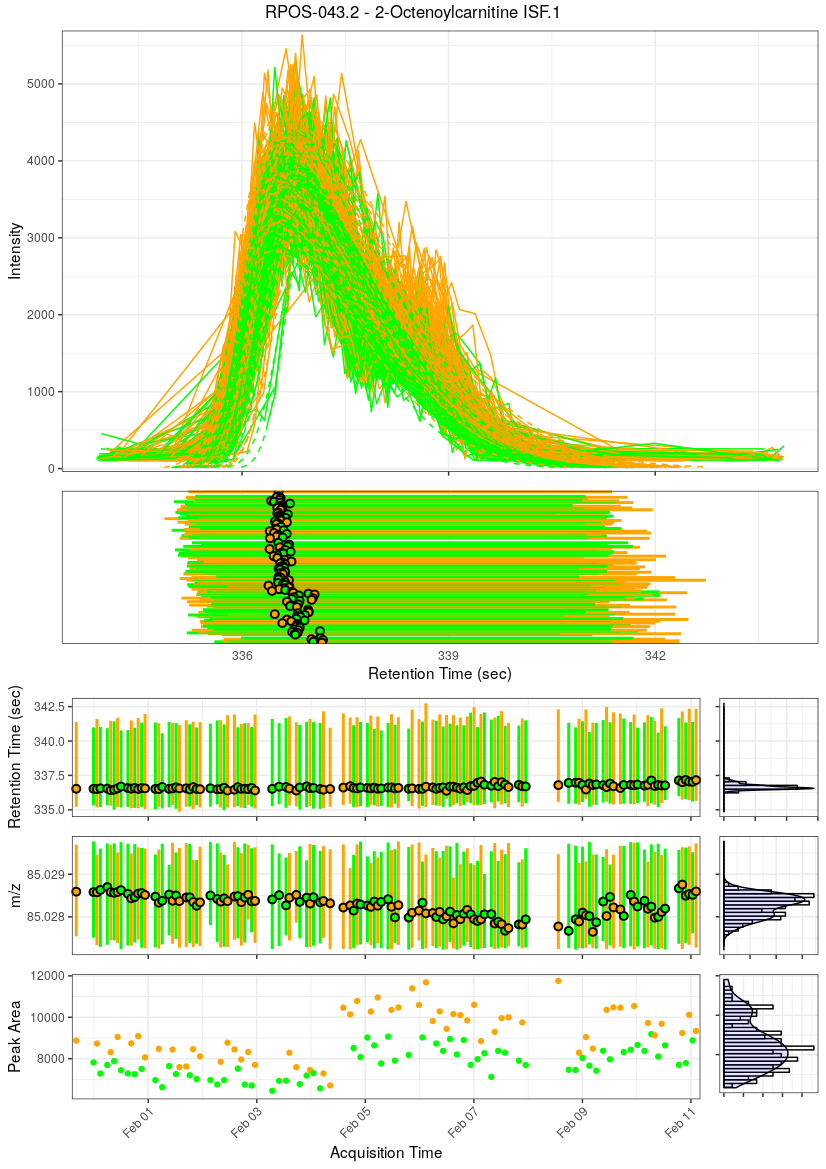 RPOS-043.2 - 2-Octenoylcarnitine ISF.1
5000
4000
3000
2000
1000
0
Intensity
336
339
342
Retention Time (sec)
342.5
340.0
337.5
335.0
Retention Time (sec)
85.029
85.028
m/z
12000
10000
8000
Peak Area
Feb 01
Feb 03
Feb 05
Feb 07
Feb 09
Feb 11
Acquisition Time